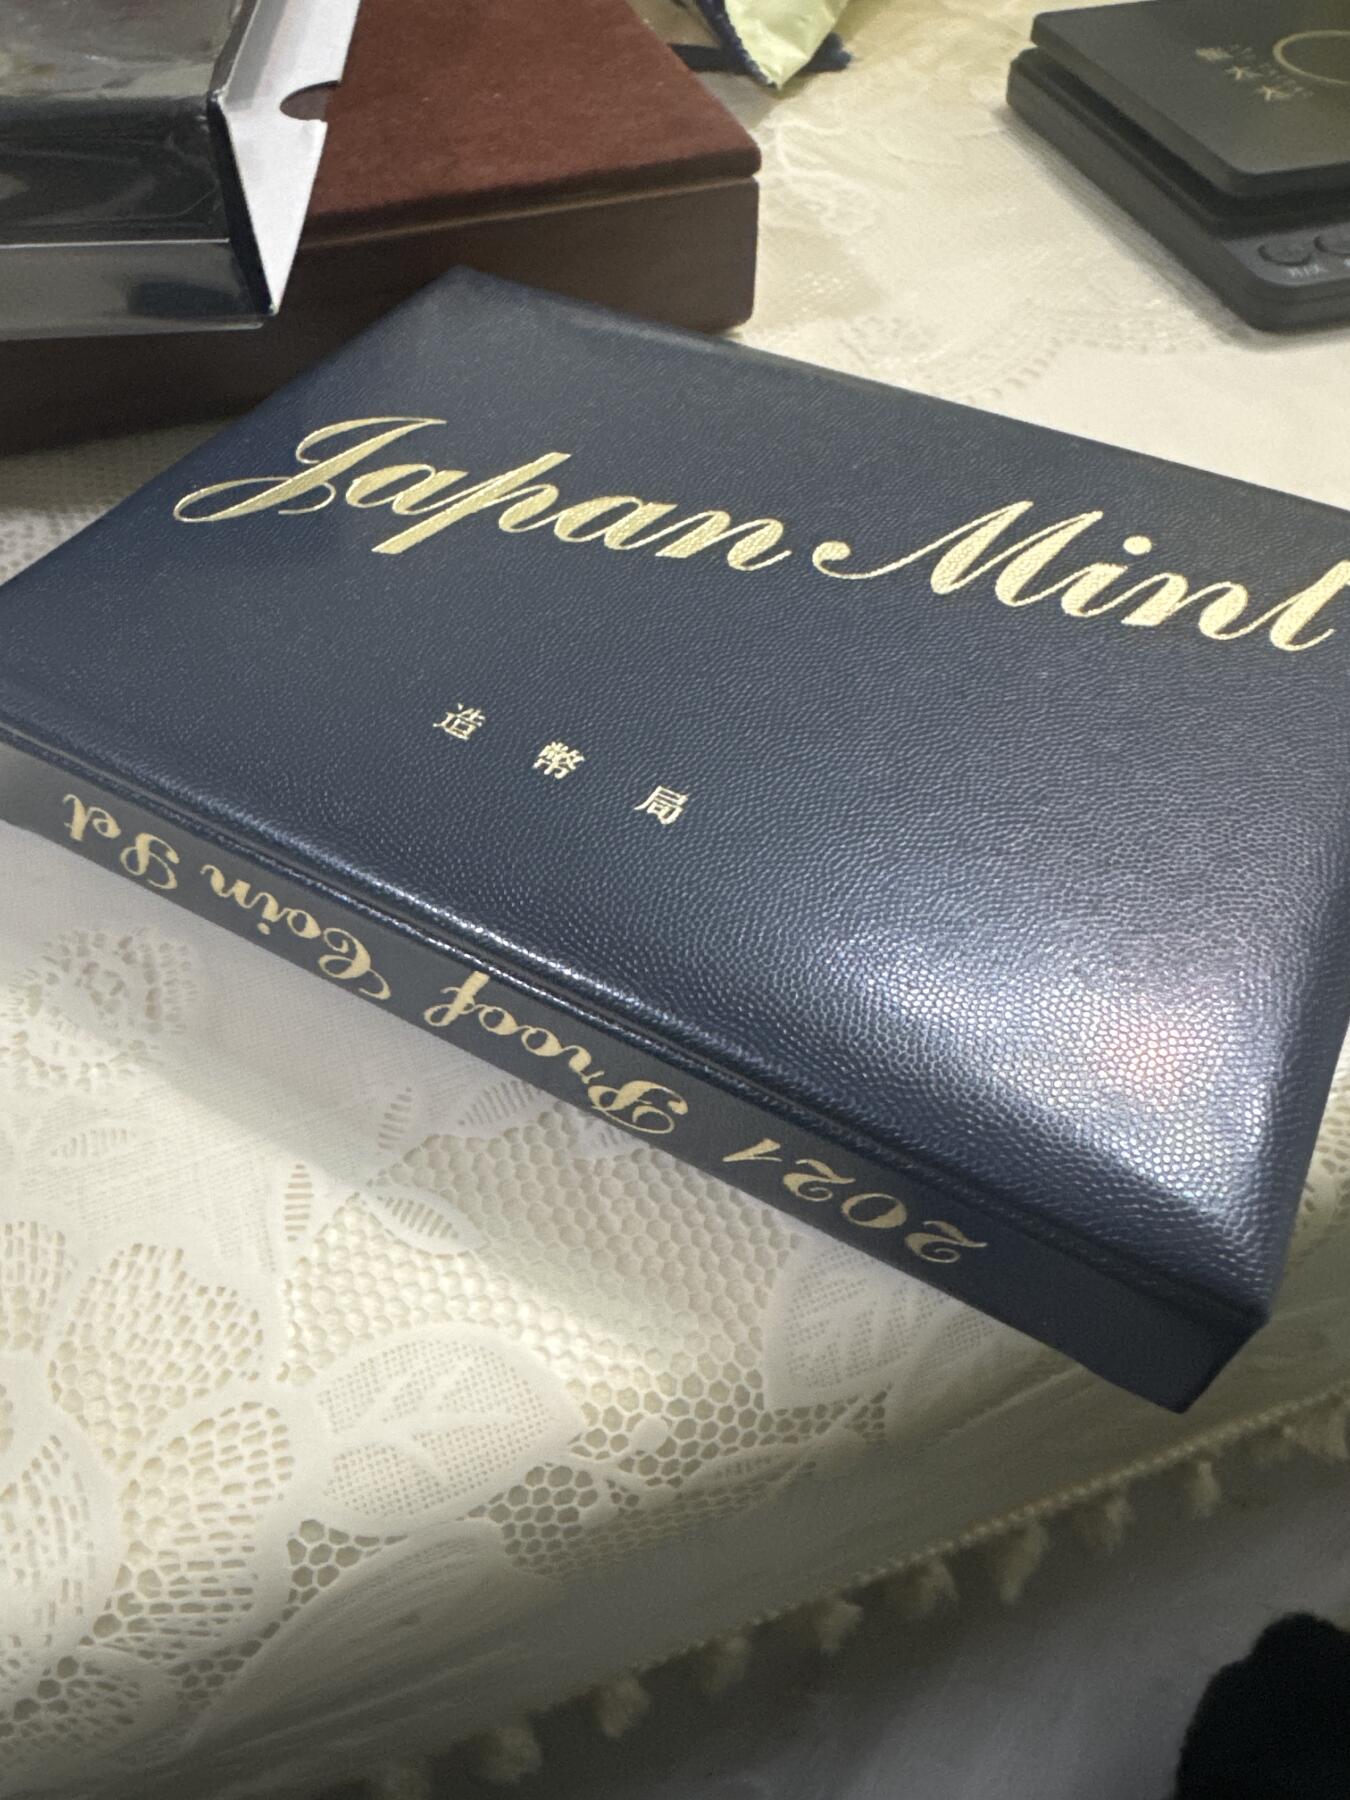 Japan Mint
造幣局
2021 Proof Coin Set